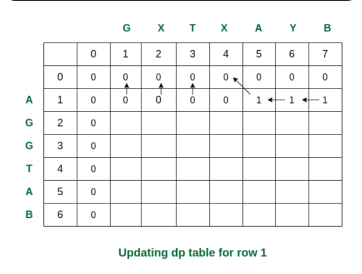 G X T X A Y B
0 1 2 3 4 5 6 7
0 0 0 0 0 0 0 0 0
A 1 0 0 0 0 0 1 1 1
G 2 0
G 3 0
T 4 0
A 5 0
B 6 0
Updating dp table for row 1